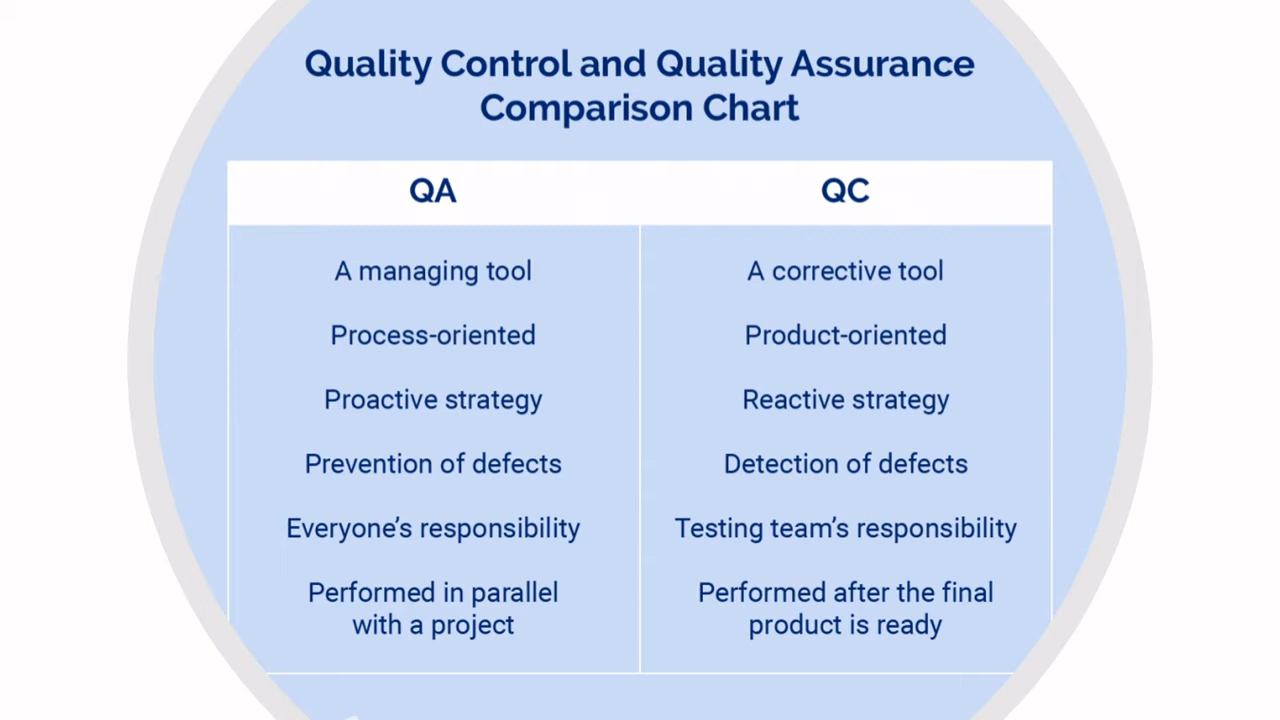 Quality Control and Quality Assurance
Comparison Chart
QA
QC
A managing tool
A corrective tool
Process-oriented
Product-oriented
Proactive strategy
Reactive strategy
Prevention of defects
Detection of defects
Everyone’s responsibility
Testing team’s responsibility
Performed in parallel
with a project
Performed after the final
product is ready